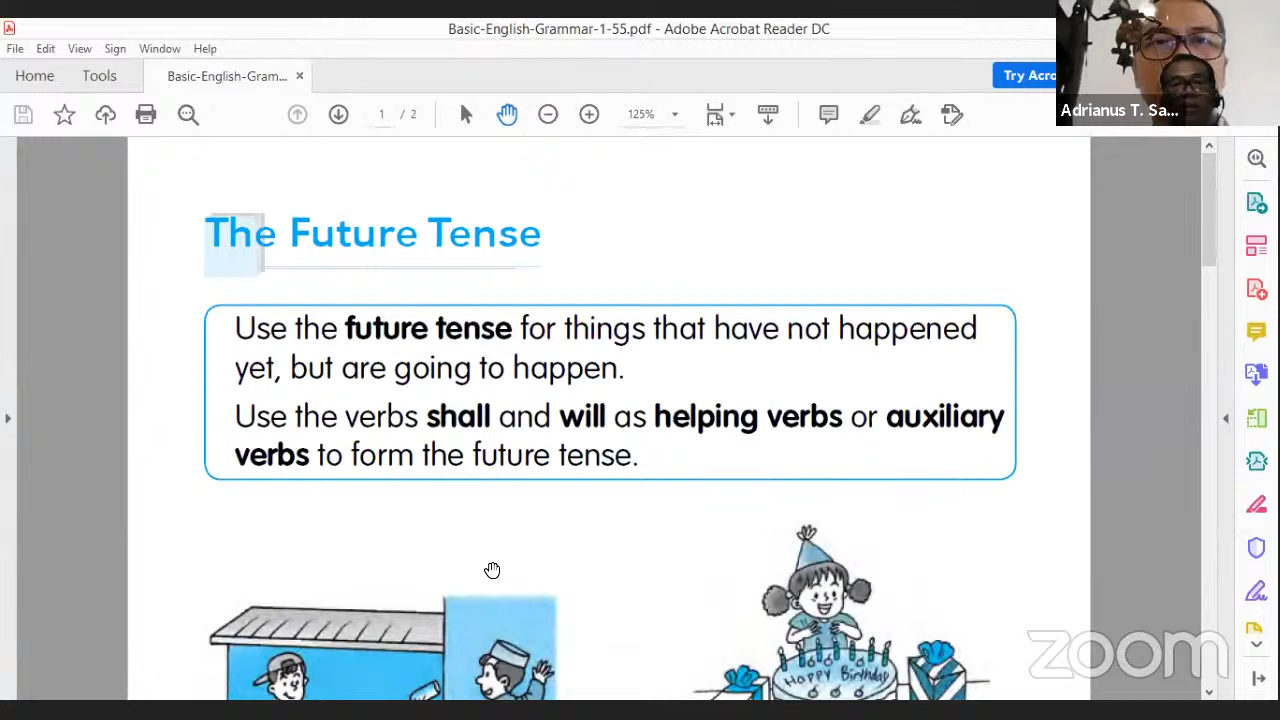 Basic-English-Grammar-1-55.pdf - Adobe Acrobat Reader DC
File Edit View Sign Window Help
Home Tools Basic-English-Gram... ×
Try Acro
1 / 2 125%
Adrianus T. Sa...
The Future Tense
Use the future tense for things that have not happened
yet, but are going to happen.
Use the verbs shall and will as helping verbs or auxiliary
verbs to form the future tense.
Happy Birthday
zoom